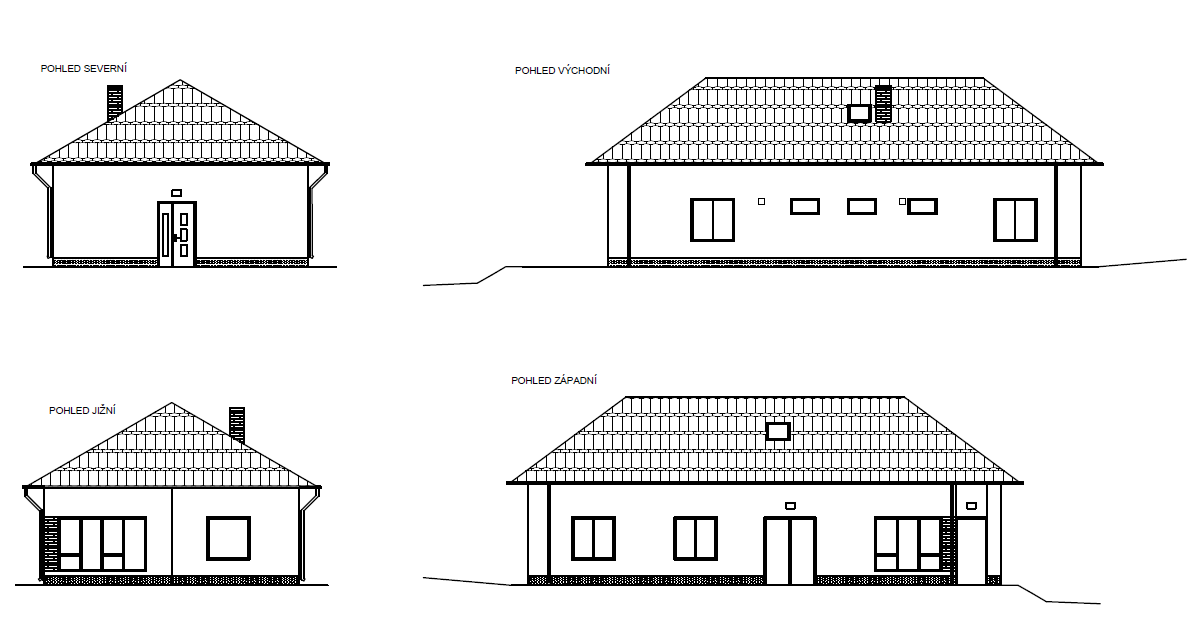 POHLED SEVERNÍ
POHLED VÝCHODNÍ
POHLED JIŽNÍ
POHLED ZÁPADNÍ